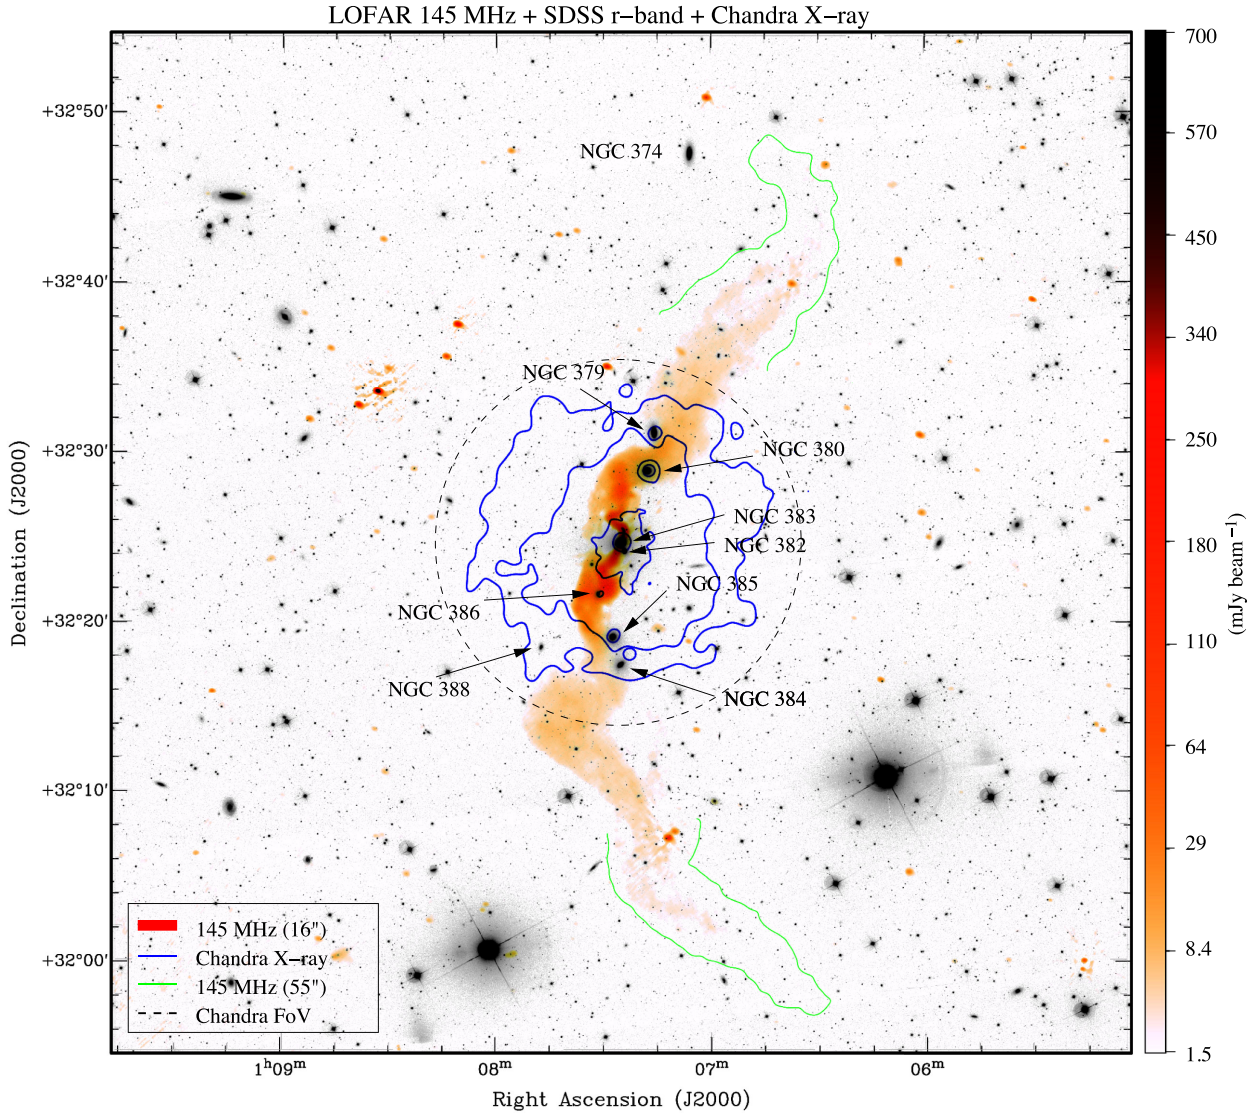 LOFAR 145 MHz + SDSS r−band + Chandra X−ray
+32°50′
+32°40′
+32°30′
+32°20′
+32°10′
+32°00′
Declination (J2000)
NGC 374
NGC 379
NGC 380
NGC 383
NGC 382
NGC 385
NGC 386
NGC 388
NGC 384
145 MHz (16")
Chandra X−ray
145 MHz (55")
Chandra FoV
1ʰ09ᵐ
08ᵐ
07ᵐ
06ᵐ
Right Ascension (J2000)
700
570
450
340
250
180
110
64
29
8.4
1.5
(mJy beam⁻¹)